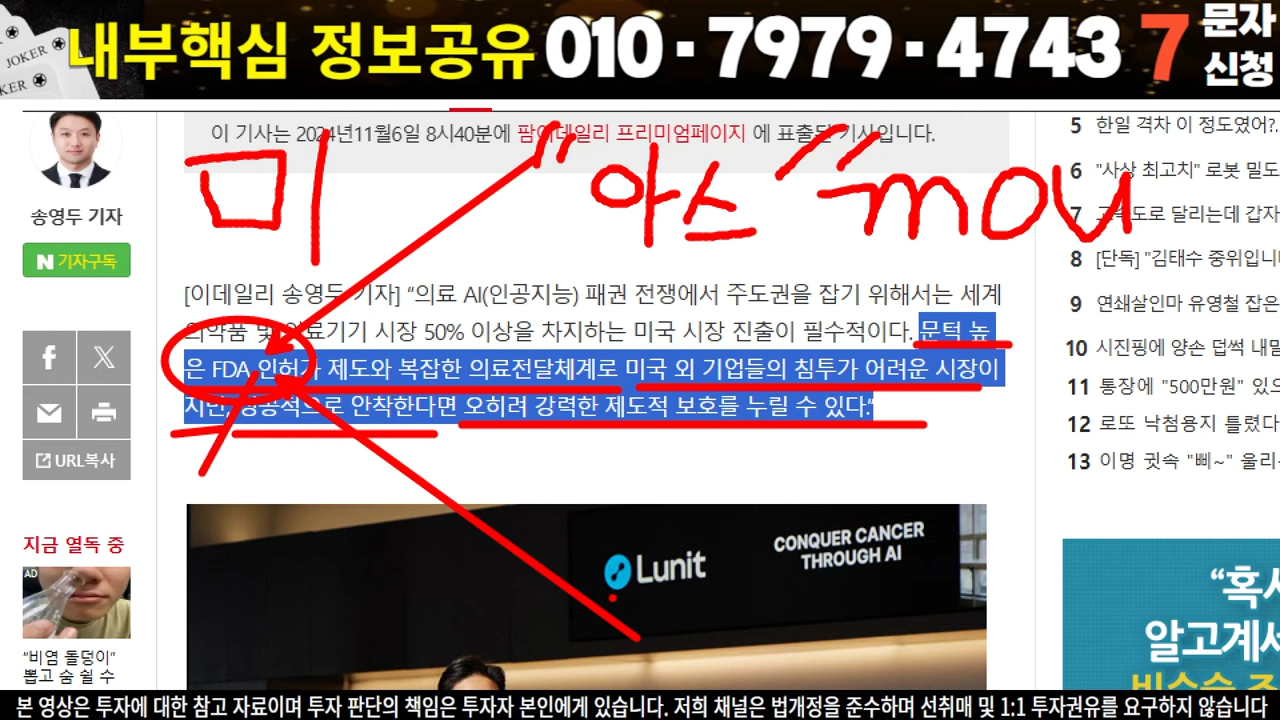 JOKER
KER
내부핵심 정보공유 010-7979-4743 7 문자
신청
이 기사는 2024년11월6일 8시40분에 팜이데일리 프리미엄페이지 에 표출된 기사입니다.
미 "아스" mou
송영두 기자
N 기자구독
[이데일리 송영두 기자] “의료 AI(인공지능) 패권 전쟁에서 주도권을 잡기 위해서는 세계
의약품 및 의료기기 시장 50% 이상을 차지하는 미국 시장 진출이 필수적이다. 문턱 높
은 FDA 인허가 제도와 복잡한 의료전달체계로 미국 외 기업들의 침투가 어려운 시장이
지만, 성공적으로 안착한다면 오히려 강력한 제도적 보호를 누릴 수 있다.”
URL복사
지금 열독 중
AD
“비염 돌덩이”
뽑고 숨 쉴 수
Lunit
CONQUER CANCER
THROUGH AI
5 한일 격차 이 정도였어?.
6 "사상 최고치" 로봇 밀도
7 고속도로 달리는데 갑자
8 [단독] "김태수 중위입니
9 연쇄살인마 유영철 잡은
10 시진핑에 양손 덥썩 내밀
11 통장에 "500만원" 있으
12 로또 낙첨용지 틀렸다
13 이명 귓속 "삐~" 울리
“혹시
알고계셔
본 영상은 투자에 대한 참고 자료이며 투자 판단의 책임은 투자자 본인에게 있습니다. 저희 채널은 법개정을 준수하며 선취매 및 1:1 투자권유를 요구하지 않습니다